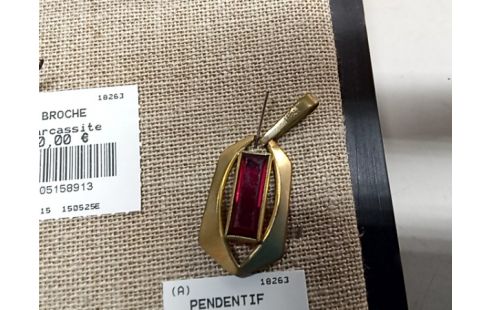 18263
BROCHE
arcassite
0,00 €
05158913
15 150525E
18263
(A)
PENDENTIF